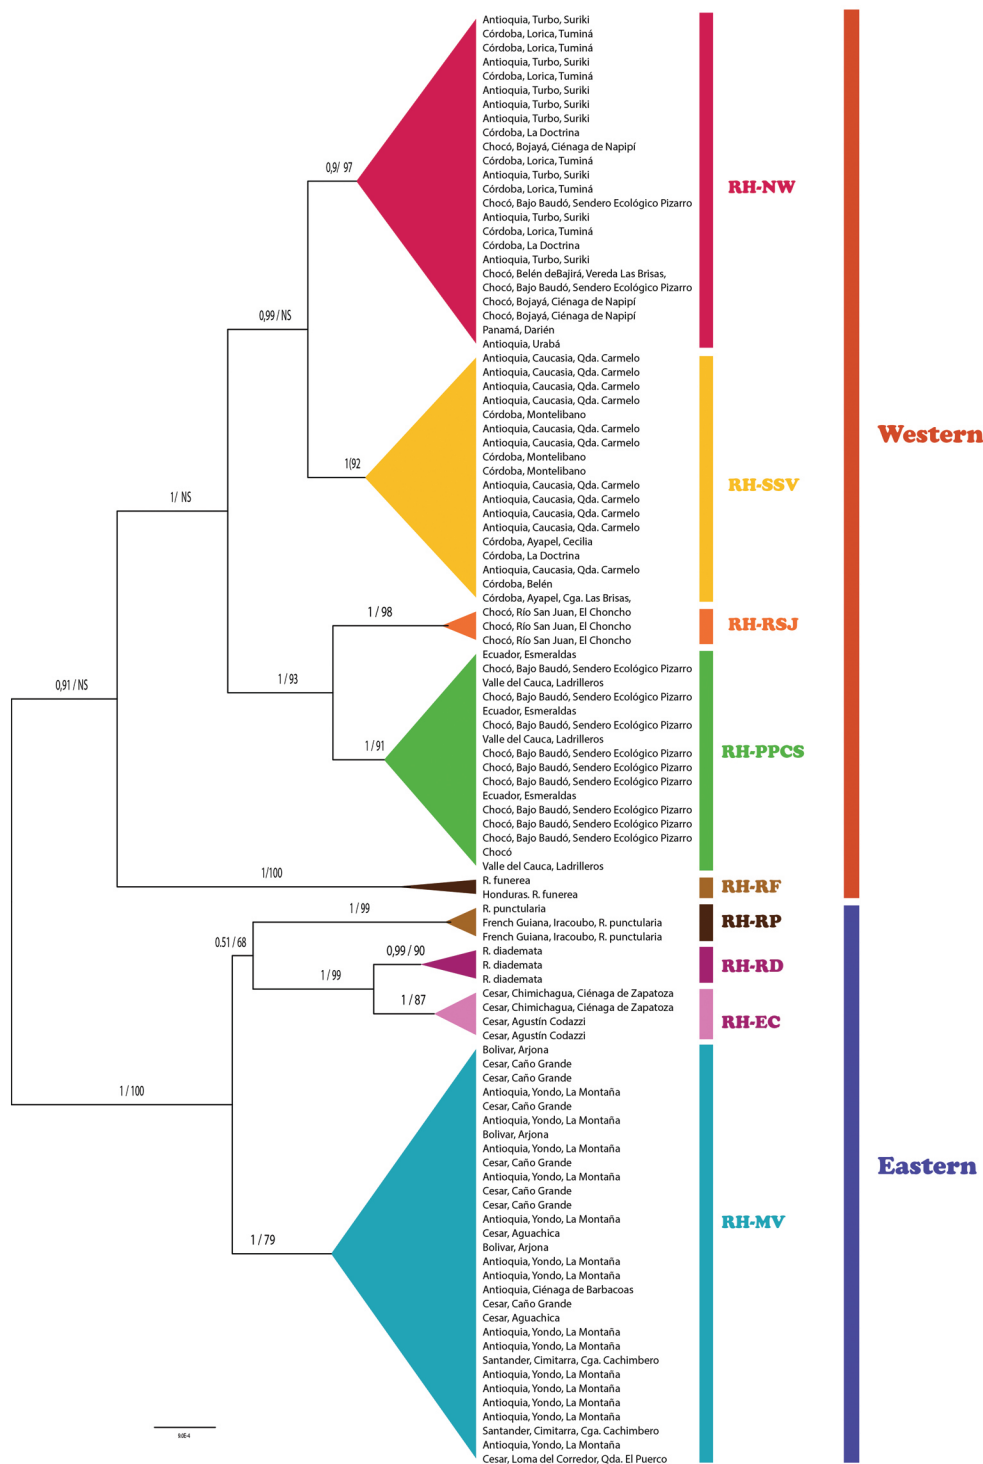 Antioquia, Turbo, Suriki
Córdoba, Lorica, Tuminá
Córdoba, Lorica, Tuminá
Antioquia, Turbo, Suriki
Córdoba, Lorica, Tuminá
Antioquia, Turbo, Suriki
Antioquia, Turbo, Suriki
Antioquia, Turbo, Suriki
Córdoba, La Doctrina
Chocó, Bojayá, Ciénaga de Napipí
Córdoba, Lorica, Tuminá
Antioquia, Turbo, Suriki
Córdoba, Lorica, Tuminá
Chocó, Bajo Baudó, Sendero Ecológico Pizarro
Antioquia, Turbo, Suriki
Córdoba, Lorica, Tuminá
Córdoba, La Doctrina
Antioquia, Turbo, Suriki
Chocó, Belén deBajirá, Vereda Las Brisas,
Chocó, Bajo Baudó, Sendero Ecológico Pizarro
Chocó, Bojayá, Ciénaga de Napipí
Chocó, Bojayá, Ciénaga de Napipí
Panamá, Darién
Antioquia, Urabá
0,9/ 97
RH-NW
0,99 / NS
Antioquia, Caucasia, Qda. Carmelo
Antioquia, Caucasia, Qda. Carmelo
Antioquia, Caucasia, Qda. Carmelo
Antioquia, Caucasia, Qda. Carmelo
Córdoba, Montelibano
Antioquia, Caucasia, Qda. Carmelo
Antioquia, Caucasia, Qda. Carmelo
Córdoba, Montelibano
Córdoba, Montelibano
Antioquia, Caucasia, Qda. Carmelo
Antioquia, Caucasia, Qda. Carmelo
Antioquia, Caucasia, Qda. Carmelo
Antioquia, Caucasia, Qda. Carmelo
Córdoba, Ayapel, Cecilia
Córdoba, La Doctrina
Antioquia, Caucasia, Qda. Carmelo
Córdoba, Belén
Córdoba, Ayapel, Cga. Las Brisas,
1(92
RH-SSV
Western
1/ NS
Chocó, Río San Juan, El Choncho
Chocó, Río San Juan, El Choncho
Chocó, Río San Juan, El Choncho
1 / 98
RH-RSJ
1 / 93
0,91 / NS
Ecuador, Esmeraldas
Chocó, Bajo Baudó, Sendero Ecológico Pizarro
Valle del Cauca, Ladrilleros
Chocó, Bajo Baudó, Sendero Ecológico Pizarro
Ecuador, Esmeraldas
Chocó, Bajo Baudó, Sendero Ecológico Pizarro
Valle del Cauca, Ladrilleros
Chocó, Bajo Baudó, Sendero Ecológico Pizarro
Chocó, Bajo Baudó, Sendero Ecológico Pizarro
Chocó, Bajo Baudó, Sendero Ecológico Pizarro
Ecuador, Esmeraldas
Chocó, Bajo Baudó, Sendero Ecológico Pizarro
Chocó, Bajo Baudó, Sendero Ecológico Pizarro
Chocó, Bajo Baudó, Sendero Ecológico Pizarro
Chocó
Valle del Cauca, Ladrilleros
1 / 91
RH-PPCS
1/100
R. funerea
Honduras. R. funerea
RH-RF
R. punctularia
French Guiana, Iracoubo, R. punctularia
French Guiana, Iracoubo, R. punctularia
1 / 99
RH-RP
0.51 / 68
R. diademata
R. diademata
R. diademata
0,99 / 90
RH-RD
1 / 99
Cesar, Chimichagua, Ciénaga de Zapatoza
Cesar, Chimichagua, Ciénaga de Zapatoza
Cesar, Agustín Codazzi
Cesar, Agustín Codazzi
1 / 87
RH-EC
1 / 100
Bolivar, Arjona
Cesar, Caño Grande
Cesar, Caño Grande
Antioquia, Yondo, La Montaña
Cesar, Caño Grande
Antioquia, Yondo, La Montaña
Bolivar, Arjona
Antioquia, Yondo, La Montaña
Cesar, Caño Grande
Antioquia, Yondo, La Montaña
Cesar, Caño Grande
Cesar, Caño Grande
Antioquia, Yondo, La Montaña
Cesar, Aguachica
Bolivar, Arjona
Antioquia, Yondo, La Montaña
Antioquia, Yondo, La Montaña
Antioquia, Ciénaga de Barbacoas
Cesar, Caño Grande
Cesar, Aguachica
Antioquia, Yondo, La Montaña
Antioquia, Yondo, La Montaña
Santander, Cimitarra, Cga. Cachimbero
Antioquia, Yondo, La Montaña
Antioquia, Yondo, La Montaña
Antioquia, Yondo, La Montaña
Antioquia, Yondo, La Montaña
Santander, Cimitarra, Cga. Cachimbero
Antioquia, Yondo, La Montaña
Cesar, Loma del Corredor, Qda. El Puerco
1 / 79
RH-MV
Eastern
9.0E-4